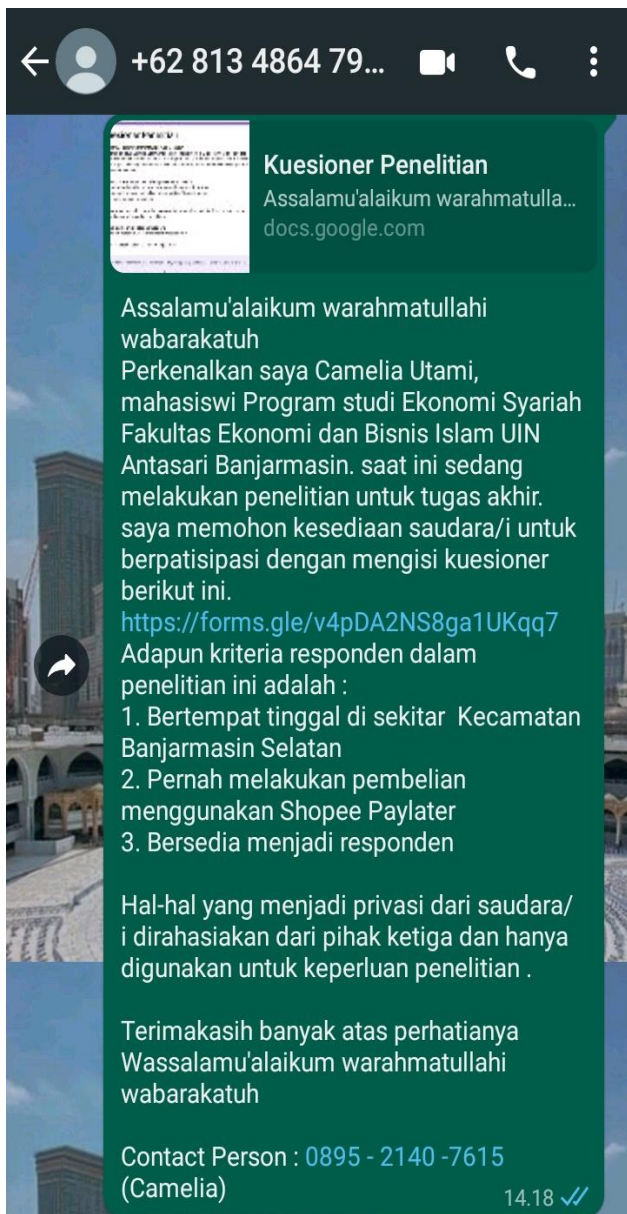 +62 813 4864 79...
Kuesioner Penelitian
Assalamu'alaikum warahmatulla...
docs.google.com
Assalamu'alaikum warahmatullahi
wabarakatuh
Perkenalkan saya Camelia Utami,
mahasiswi Program studi Ekonomi Syariah
Fakultas Ekonomi dan Bisnis Islam UIN
Antasari Banjarmasin. saat ini sedang
melakukan penelitian untuk tugas akhir.
saya memohon kesediaan saudara/i untuk
berpatisipasi dengan mengisi kuesioner
berikut ini.
https://forms.gle/v4pDA2NS8ga1UKqq7
Adapun kriteria responden dalam
penelitian ini adalah :
1. Bertempat tinggal di sekitar  Kecamatan
Banjarmasin Selatan
2. Pernah melakukan pembelian
menggunakan Shopee Paylater
3. Bersedia menjadi responden
Hal-hal yang menjadi privasi dari saudara/
i dirahasiakan dari pihak ketiga dan hanya
digunakan untuk keperluan penelitian .
Terimakasih banyak atas perhatianya
Wassalamu'alaikum warahmatullahi
wabarakatuh
Contact Person : 0895 - 2140 -7615
(Camelia)
14.18